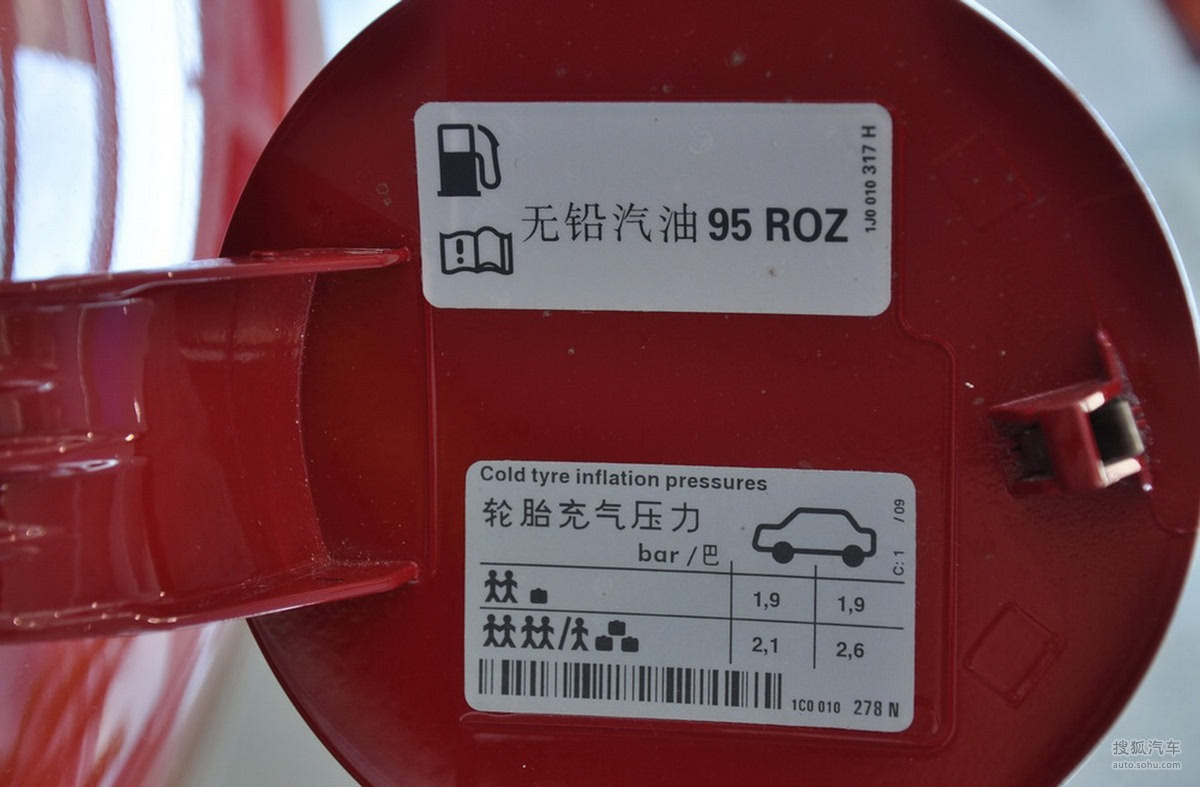 无铅汽油 95 ROZ
1J0 010 317 H
Cold tyre inflation pressures
轮胎充气压力
bar /巴
C: 1 / 09
1,9 1,9
/
2,1 2,6
1C0 010 278 N
搜狐汽车
auto.sohu.com